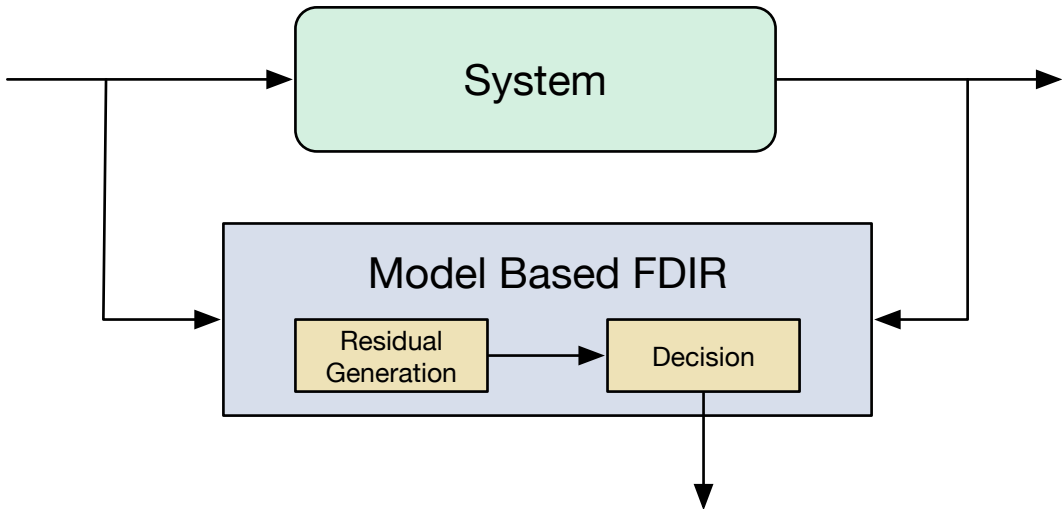 System
Model Based FDIR
Residual
Generation
Decision